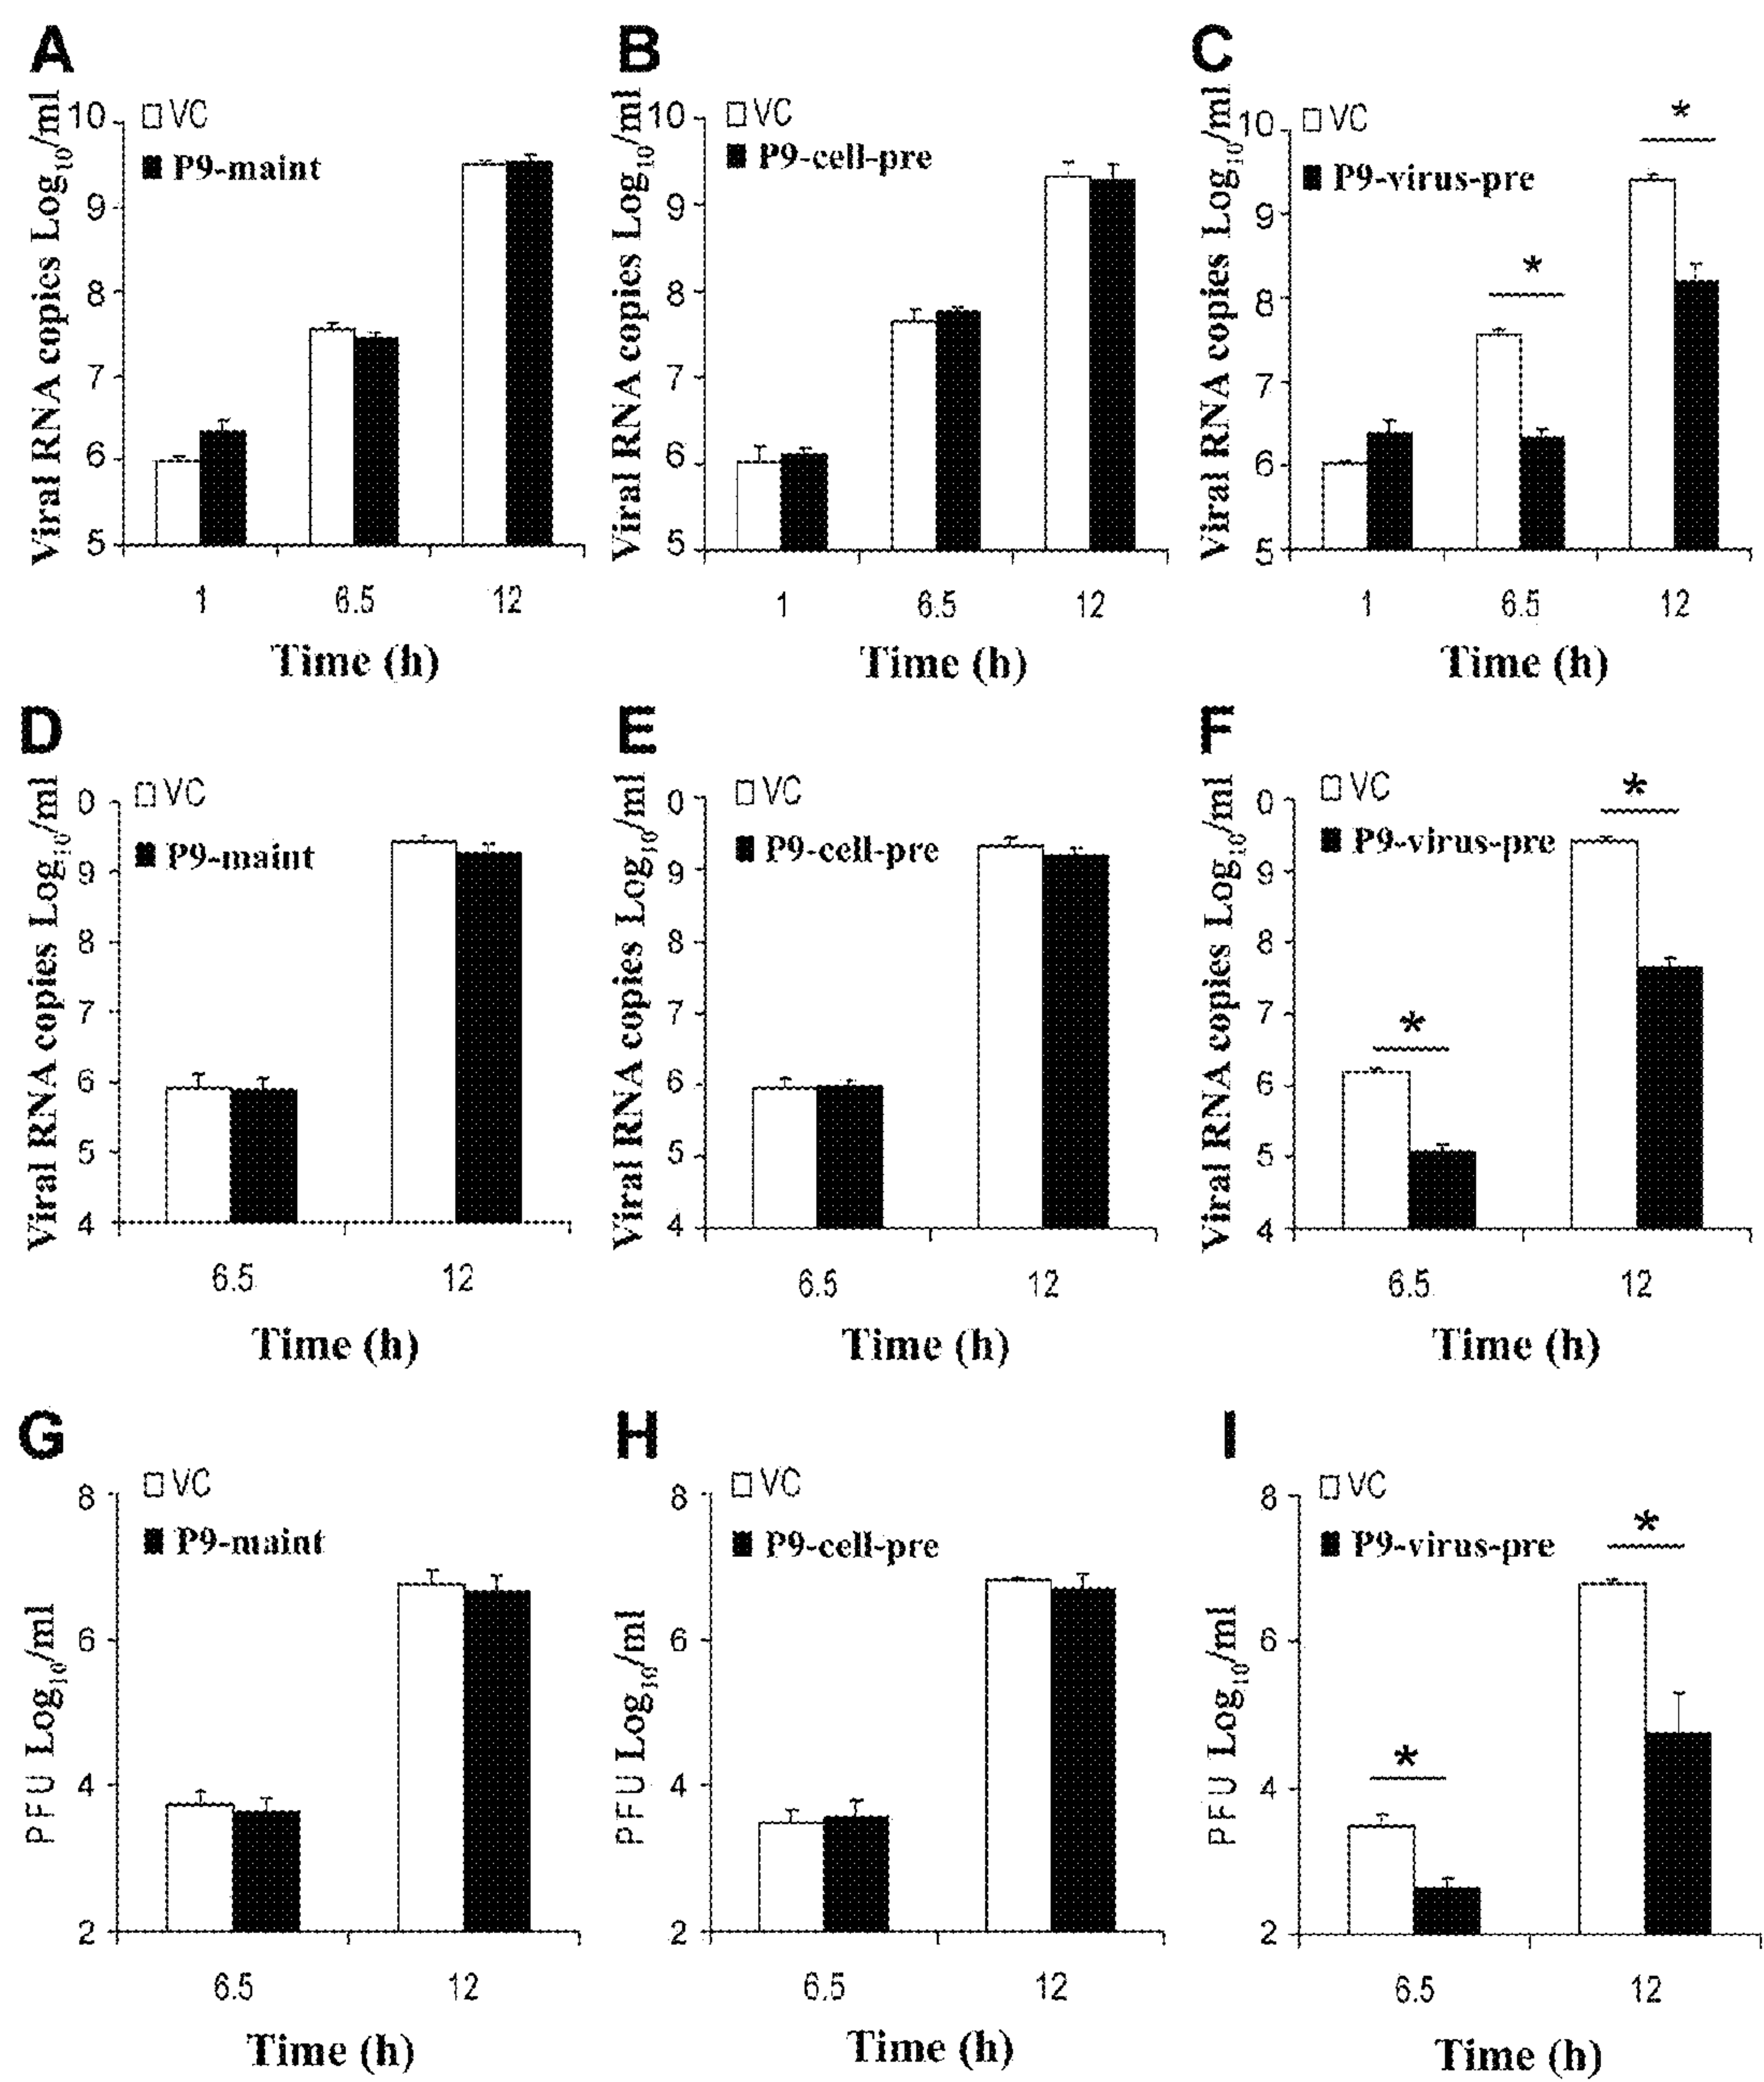 A
B
C
Viral RNA copies Log10/ml
10
9
8
7
6
5
VC
P9-maint
1
6.5
12
Time (h)
Viral RNA copies Log10/ml
10
9
8
7
6
5
VC
P9-cell-pre
1
6.5
12
Time (h)
Viral RNA copies Log10/ml
10
9
8
7
6
5
VC
P9-virus-pre
*
*
1
6.5
12
Time (h)
D
E
F
Viral RNA copies Log10/ml
0
9
8
7
6
5
4
VC
P9-maint
6.5
12
Time (h)
Viral RNA copies Log10/ml
0
9
8
7
6
5
4
VC
P9-cell-pre
6.5
12
Time (h)
Viral RNA copies Log10/ml
0
9
8
7
6
5
4
VC
P9-virus-pre
*
*
6.5
12
Time (h)
G
H
I
PFU Log10/ml
8
6
4
2
VC
P9-maint
6.5
12
Time (h)
PFU Log10/ml
8
6
4
2
VC
P9-cell-pre
6.5
12
Time (h)
PFU Log10/ml
8
6
4
2
VC
P9-virus-pre
*
*
6.5
12
Time (h)